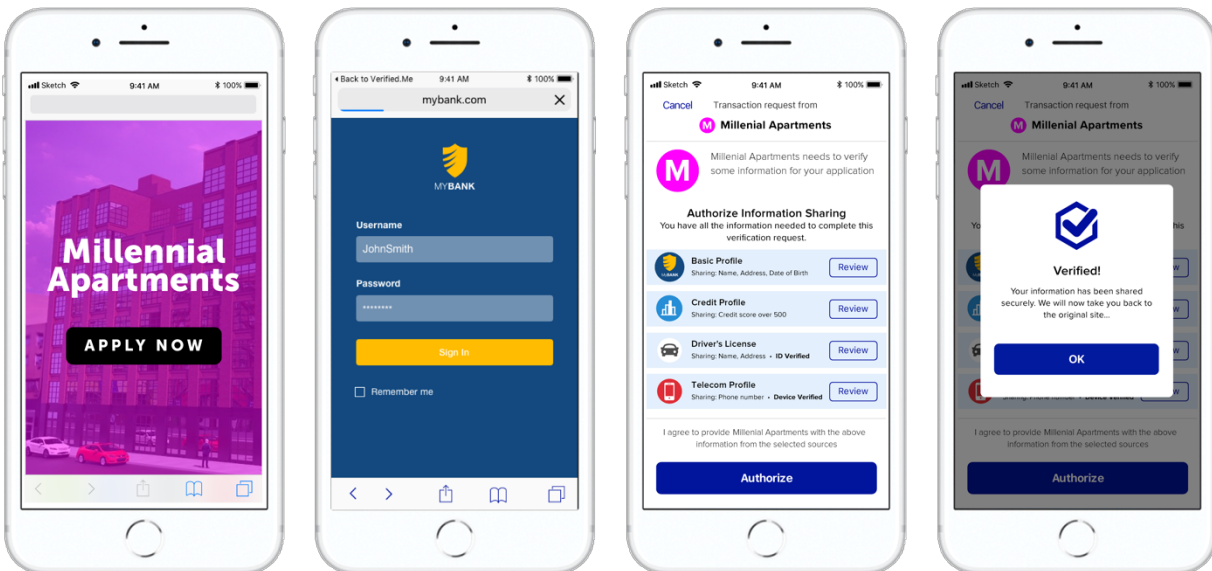 Sketch 9:41 AM 100%
Millennial
Apartments
APPLY NOW
Back to Verified.Me 9:41 AM 100%
mybank.com
MYBANK
Username
JohnSmith
Password
********
Sign In
Remember me
Sketch 9:41 AM 100%
Cancel Transaction request from
M Millenial Apartments
M
Millenial Apartments needs to verify
some information for your application
Authorize Information Sharing
You have all the information needed to complete this
verification request.
MYBANK
Basic Profile
Sharing: Name, Address, Date of Birth
Review
Credit Profile
Sharing: Credit score over 500
Review
Driver's License
Sharing: Name, Address • ID Verified
Review
Telecom Profile
Sharing: Phone number • Device Verified
Review
I agree to provide Millenial Apartments with the above
information from the selected sources
Authorize
Sketch 9:41 AM 100%
Cancel Transaction request from
M Millenial Apartments
M
Millenial Apartments needs to verify
some information for your application
Verified!
Your information has been shared
securely. We will now take you back to
the original site...
OK
Sharing: Phone number • Device Verified
I agree to provide Millenial Apartments with the above
information from the selected sources
Authorize